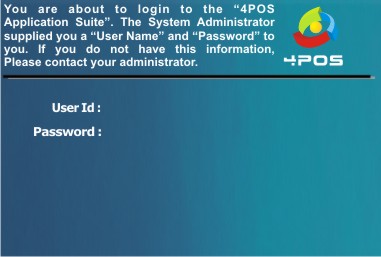 You are about to login to the “4POS
Application Suite”. The System Administrator
supplied you a “User Name” and “Password” to
you. If you do not have this information,
Please contact your administrator.
4POS
User Id :
Password :